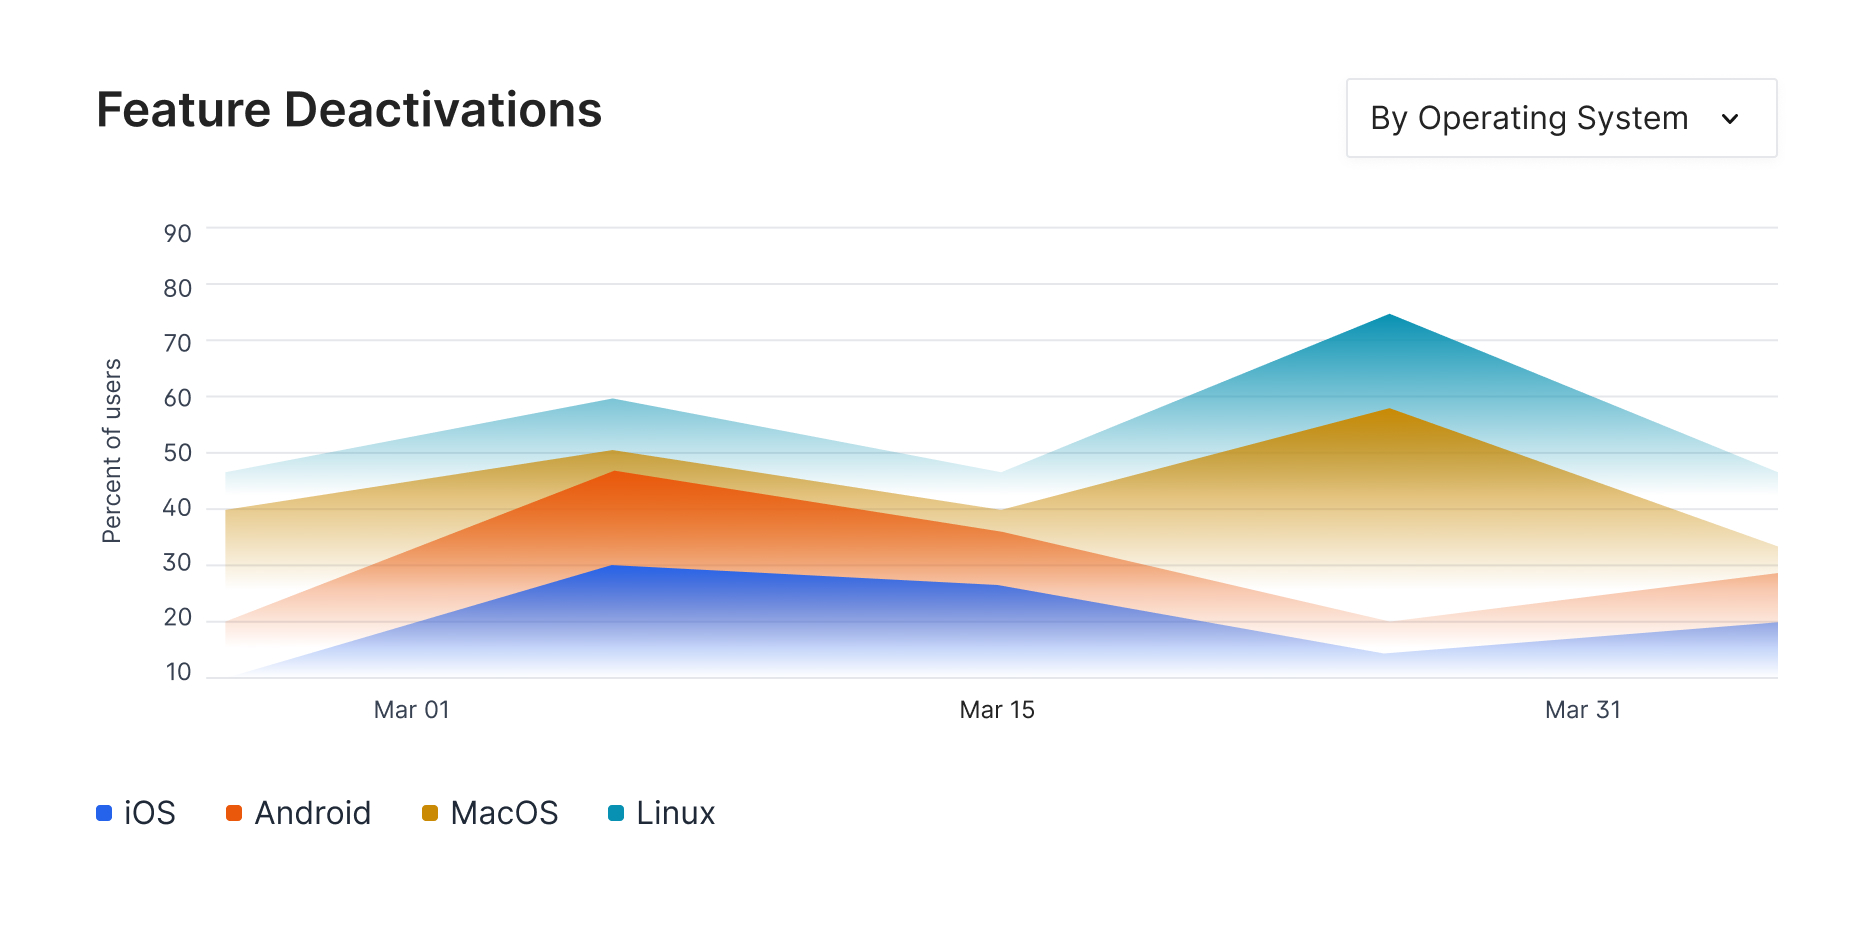 Feature Deactivations
By Operating System
90
80
70
60
50
40
30
20
10
Percent of users
Mar 01
Mar 15
Mar 31
iOS
Android
MacOS
Linux